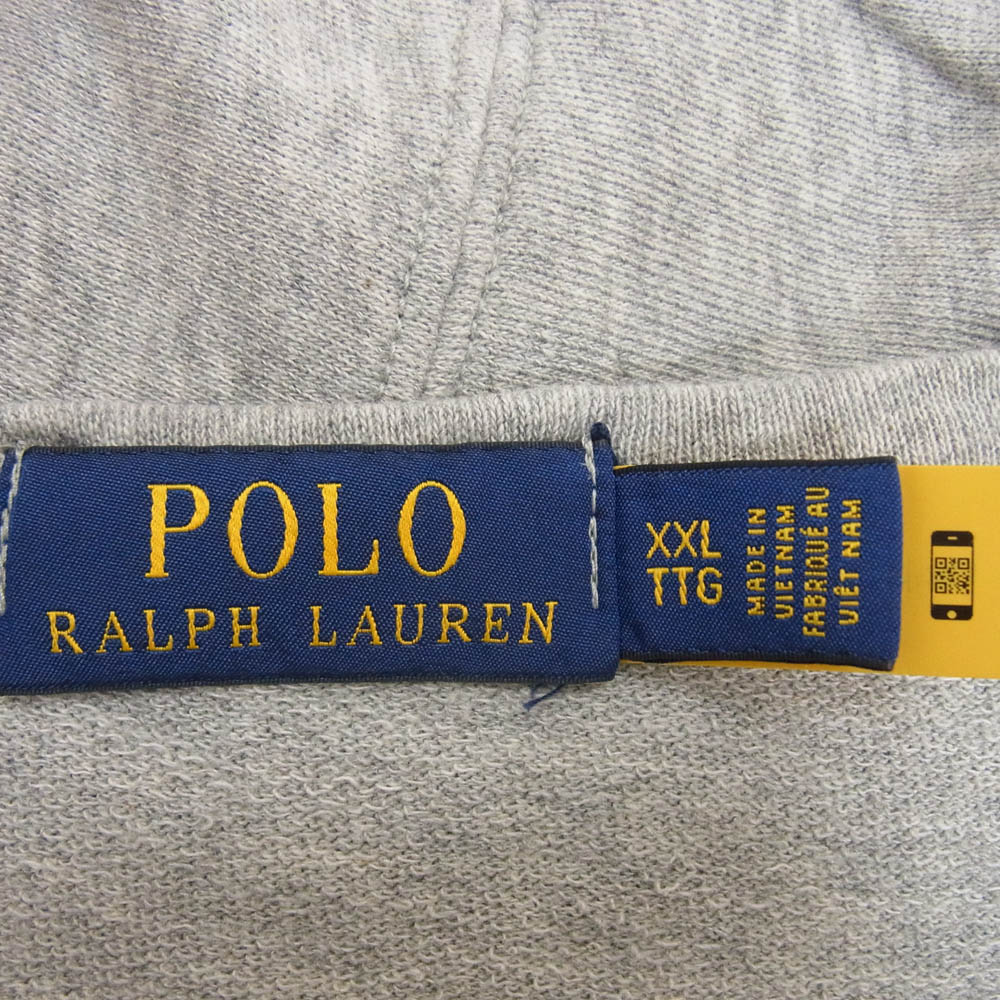 POLO
RALPH LAUREN
XXL
TTG
MADE IN
VIETNAM
FABRIQUÉ AU
VIÊT NAM